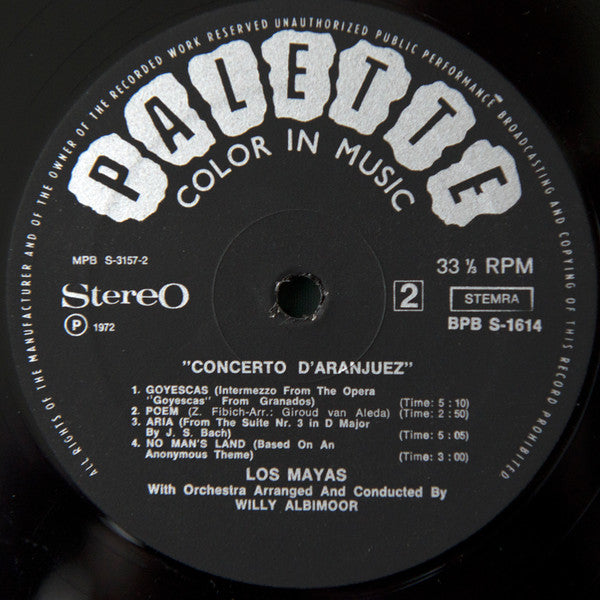 ALL RIGHTS OF THE MANUFACTURER AND OF THE OWNER OF THE RECORDED WORK RESERVED UNAUTHORIZED PUBLIC PERFORMANCE BROADCASTING AND COPYING OF THIS RECORD PROHIBITED
PALETTE
COLOR IN MUSIC
MPB S-3157-2
33 ⅓ RPM
StereO
2
STEMRA
Ⓟ 1972
BPB S-1614
"CONCERTO D'ARANJUEZ"
1. GOYESCAS (Intermezzo From The Opera
"Goyescas" From Granados) (Time: 5 : 10)
2. POEM (Z. Fibich-Arr.: Giroud van Aleda) (Time: 2 : 50)
3. ARIA (From The Suite Nr. 3 in D Major
By J. S. Bach) (Time: 5 : 05)
4. NO MAN'S LAND (Based On An
Anonymous Theme) (Time: 3 : 00)
LOS MAYAS
With Orchestra Arranged And Conducted By
WILLY ALBIMOOR